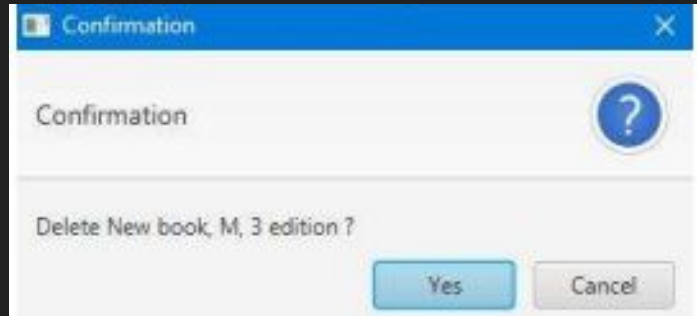 Confirmation
Confirmation
?
Delete New book, M, 3 edition ?
Yes Cancel